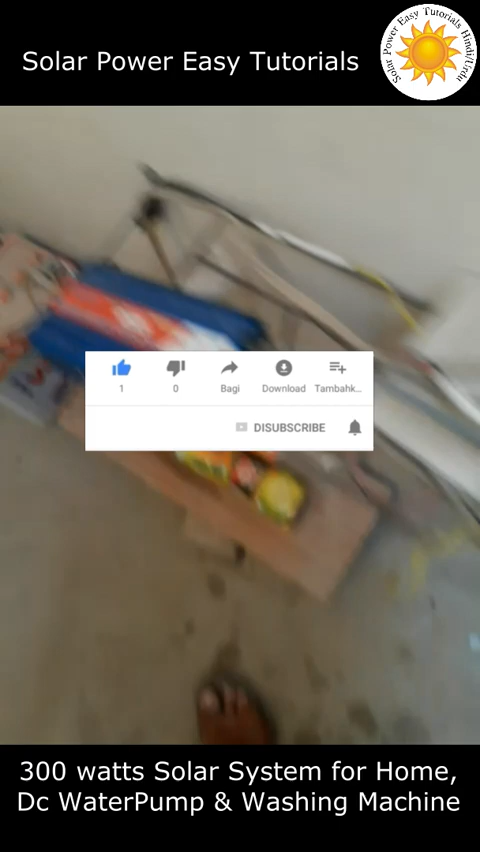 Solar Power Easy Tutorials
Solar Power Easy Tutorials Hindi/Urdu
1
0
Bagi
Download
Tambahk...
DISUBSCRIBE
300 watts Solar System for Home,
Dc WaterPump & Washing Machine